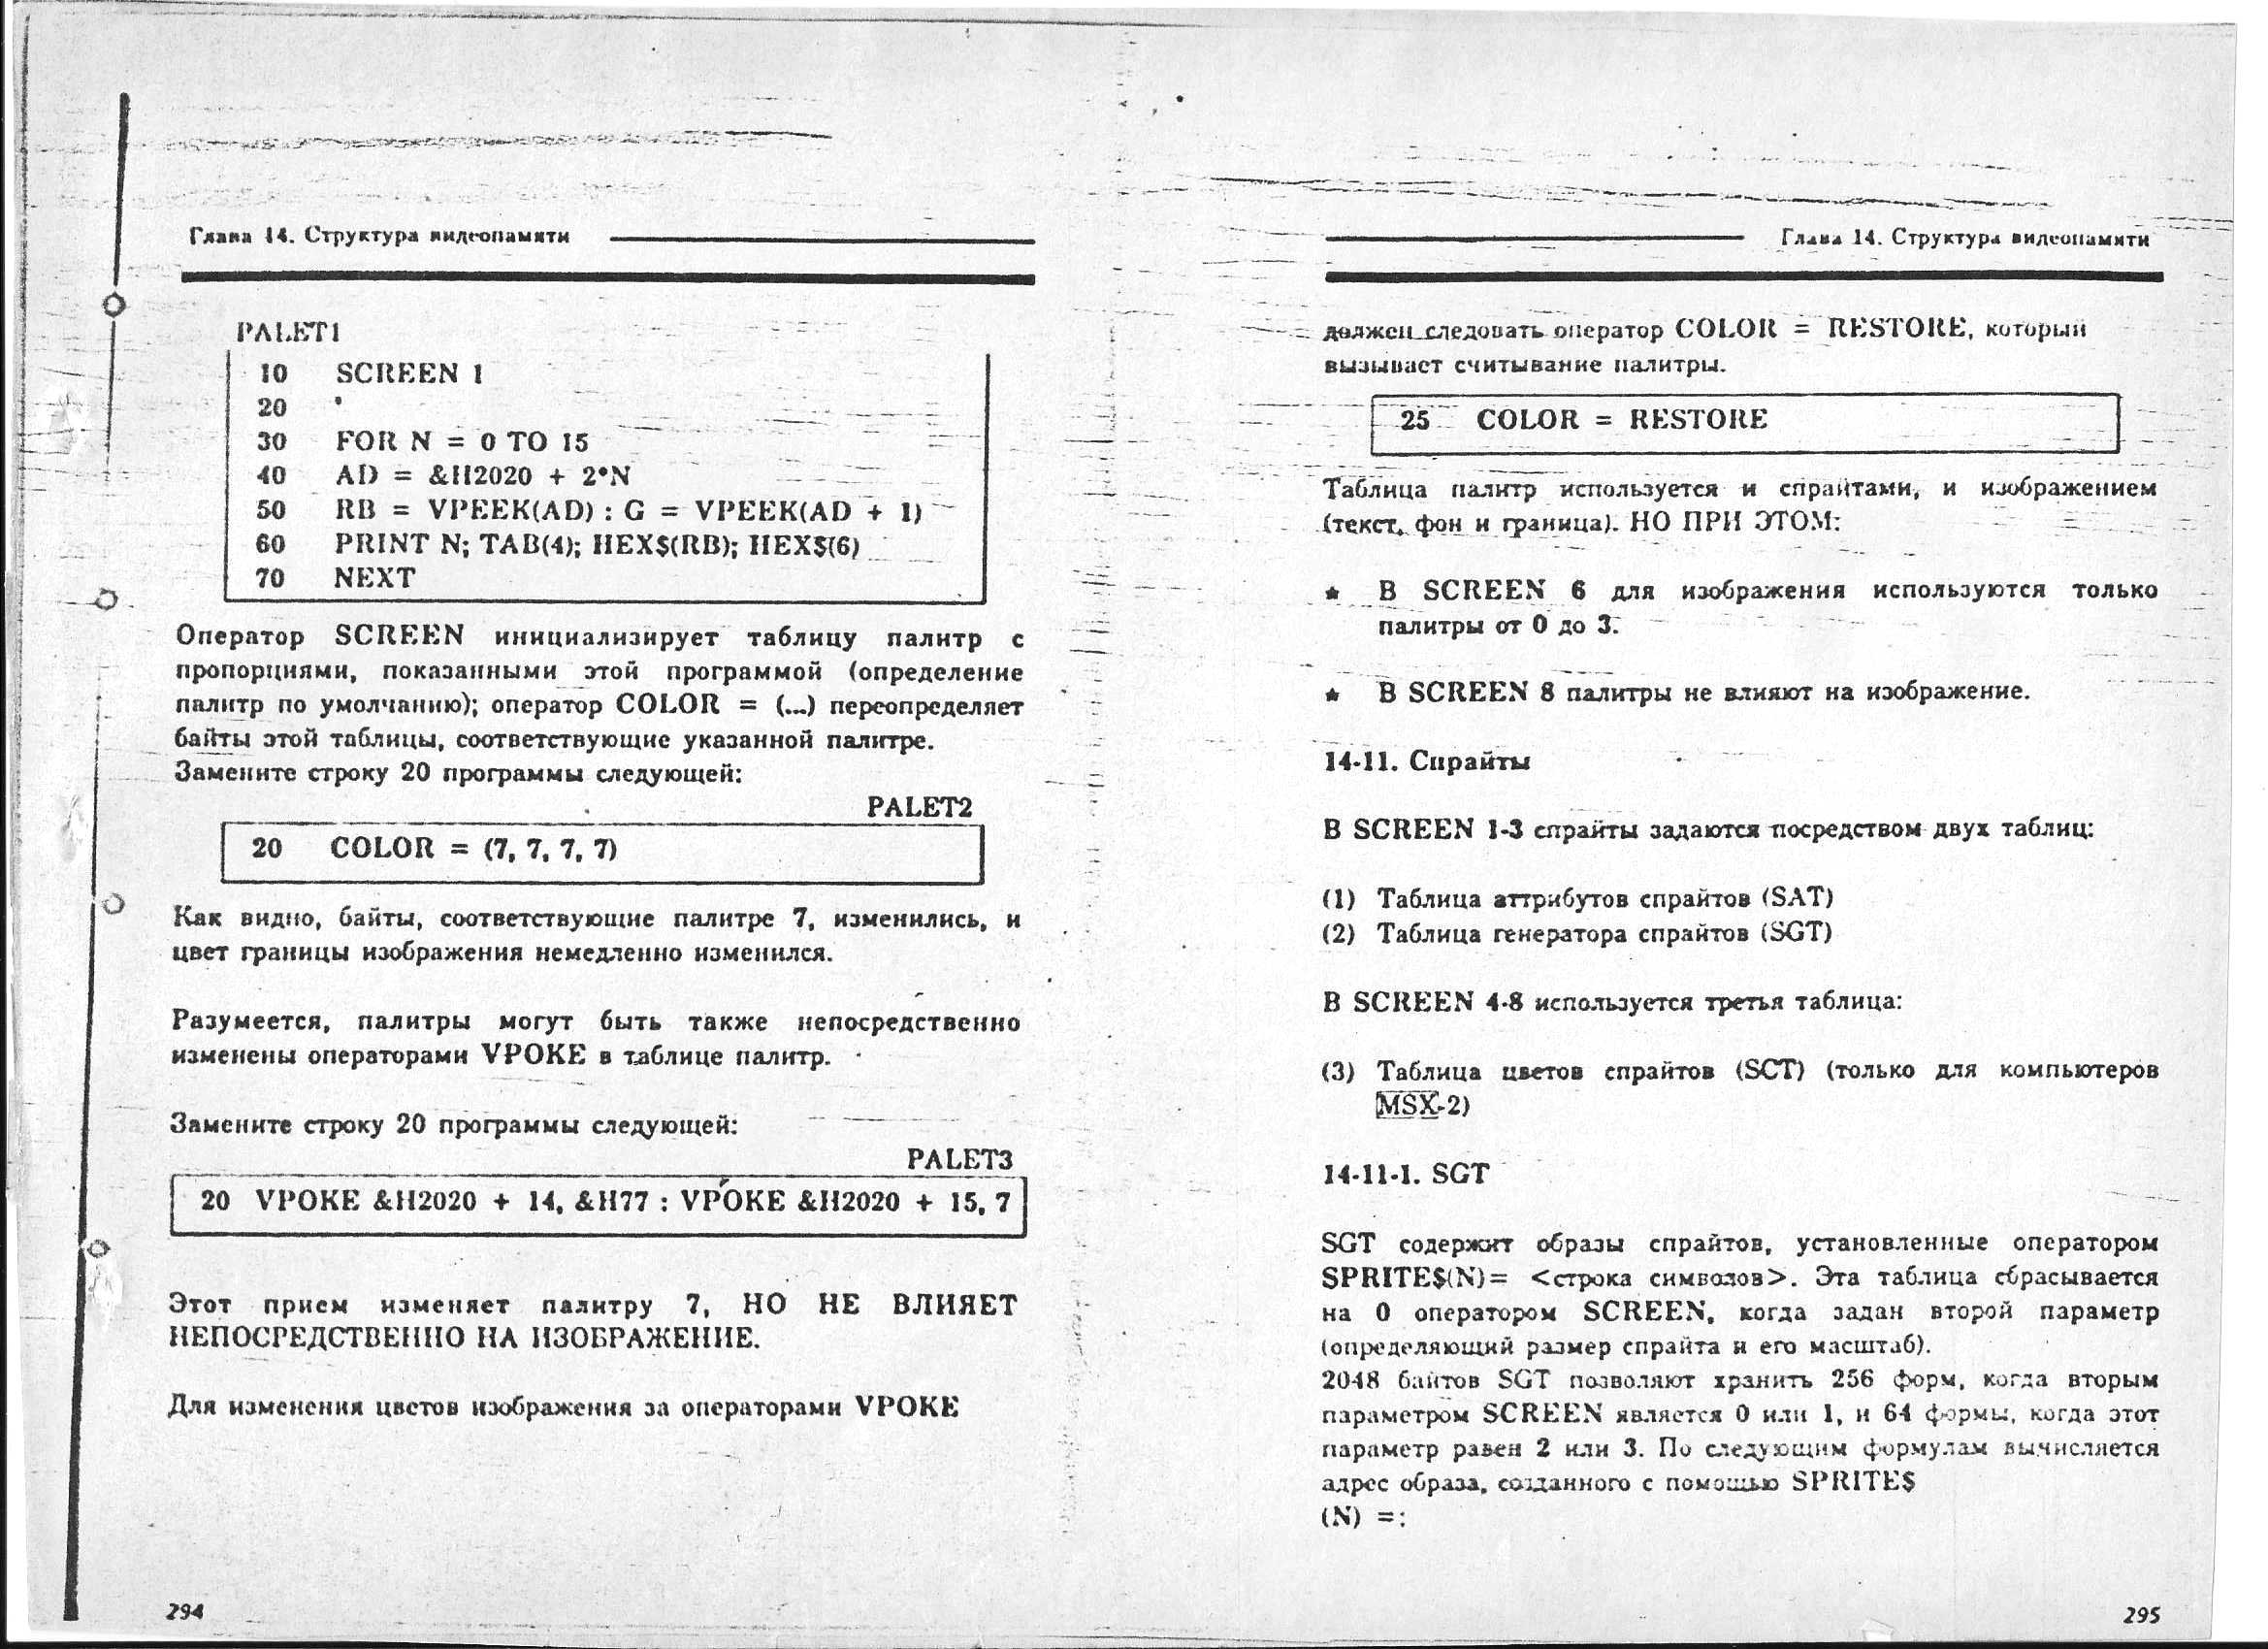 Глава 14. Структура видеопамяти
PALET1
10 SCREEN 1
20 '
30 FOR N = 0 TO 15
40 AD = &H2020 + 2*N
50 RB = VPEEK(AD) : G = VPEEK(AD + 1)
60 PRINT N; TAB(4); HEX$(RB); HEX$(6)
70 NEXT
Оператор SCREEN инициализирует таблицу палитр с
пропорциями, показанными этой программой (определение
палитр по умолчанию); оператор COLOR = (...) переопределяет
байты этой таблицы, соответствующие указанной палитре.
Замените строку 20 программы следующей:
PALET2
20 COLOR = (7, 7, 7, 7)
Как видно, байты, соответствующие палитре 7, изменились, и
цвет границы изображения немедленно изменился.
Разумеется, палитры могут быть также непосредственно
изменены операторами VPOKE в таблице палитр.
Замените строку 20 программы следующей:
PALET3
20 VPOKE &H2020 + 14, &H77 : VPOKE &H2020 + 15, 7
Этот прием изменяет палитру 7, НО НЕ ВЛИЯЕТ
НЕПОСРЕДСТВЕННО НА ИЗОБРАЖЕНИЕ.
Для изменения цветов изображения за операторами VPOKE
294
Глава 14. Структура видеопамяти
должен следовать оператор COLOR = RESTORE, который
вызывает считывание палитры.
25 COLOR = RESTORE
Таблица палитр используется и спрайтами, и изображением
(текст, фон и граница). НО ПРИ ЭТОМ:
★ В SCREEN 6 для изображения используются только
палитры от 0 до 3.
★ В SCREEN 8 палитры не влияют на изображение.
14-11. Спрайты
В SCREEN 1-3 спрайты задаются посредством двух таблиц:
(1) Таблица аттрибутов спрайтов (SAT)
(2) Таблица генератора спрайтов (SGT)
В SCREEN 4-8 используется третья таблица:
(3) Таблица цветов спрайтов (SCT) (только для компьютеров
MSX-2)
14-11-1. SGT
SGT содержит образы спрайтов, установленные оператором
SPRITE$(N)= <строка символов>. Эта таблица сбрасывается
на 0 оператором SCREEN, когда задан второй параметр
(определяющий размер спрайта и его масштаб).
2048 байтов SGT позволяют хранить 256 форм, когда вторым
параметром SCREEN является 0 или 1, и 64 формы, когда этот
параметр равен 2 или 3. По следующим формулам вычисляется
адрес образа, созданного с помощью SPRITE$
(N) =:
295